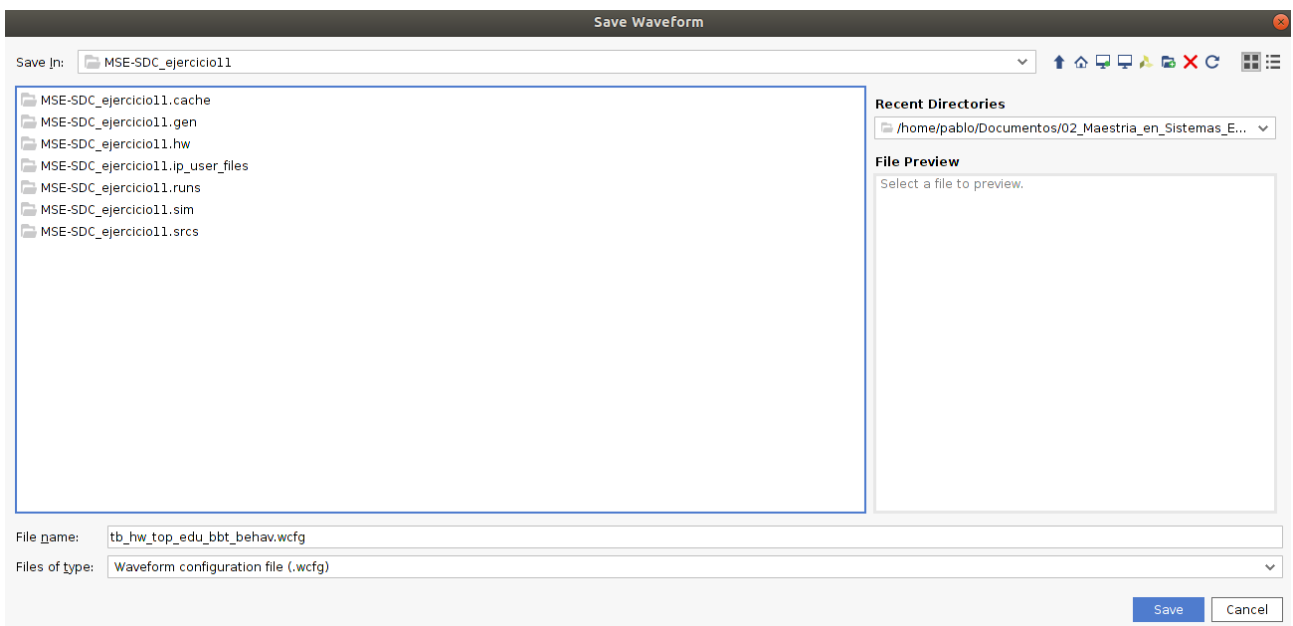 Save Waveform
Save In: MSE-SDC_ejercicio11
MSE-SDC_ejercicio11.cache
MSE-SDC_ejercicio11.gen
MSE-SDC_ejercicio11.hw
MSE-SDC_ejercicio11.ip_user_files
MSE-SDC_ejercicio11.runs
MSE-SDC_ejercicio11.sim
MSE-SDC_ejercicio11.srcs
Recent Directories
/home/pablo/Documentos/02_Maestria_en_Sistemas_E...
File Preview
Select a file to preview.
File name: tb_hw_top_edu_bbt_behav.wcfg
Files of type: Waveform configuration file (.wcfg)
Save Cancel